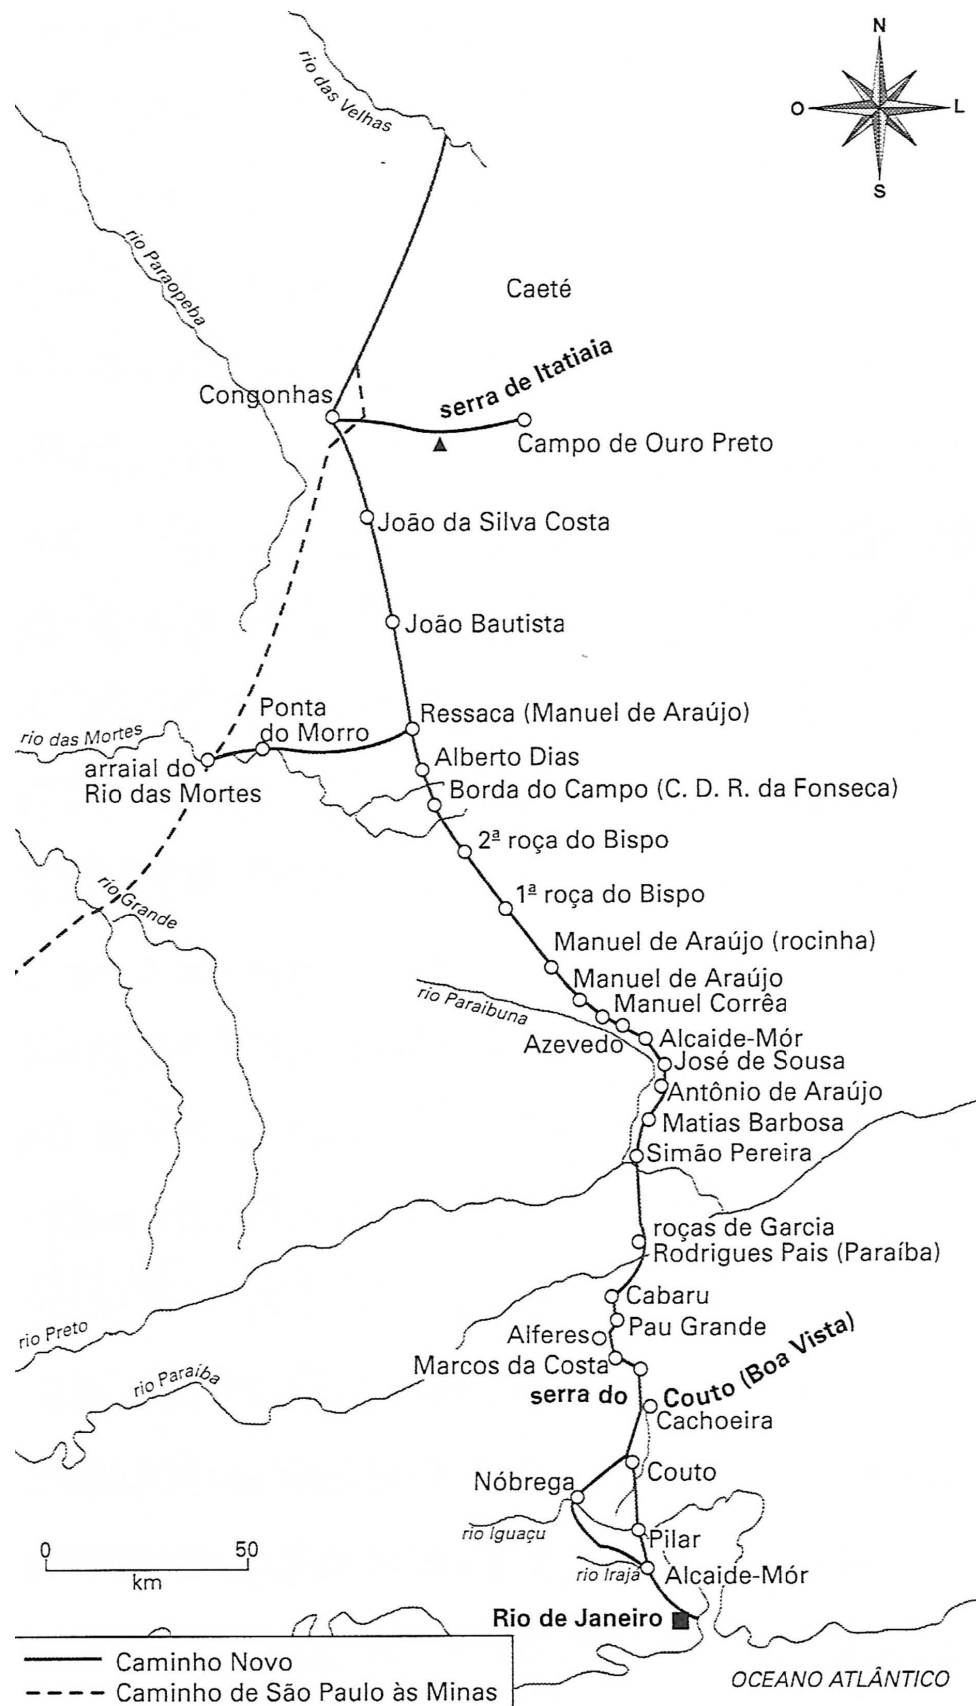 N
O
L
S
rio das Velhas
rio Paraopeba
Caeté
serra de Itatiaia
Congonhas
Campo de Ouro Preto
João da Silva Costa
João Bautista
Ponta
do Morro
Ressaca (Manuel de Araújo)
rio das Mortes
arraial do
Rio das Mortes
Alberto Dias
Borda do Campo (C. D. R. da Fonseca)
2ª roça do Bispo
rio Grande
1ª roça do Bispo
Manuel de Araújo (rocinha)
Manuel de Araújo
rio Paraibuna
Manuel Corrêa
Azevedo
Alcaide-Mór
José de Sousa
Antônio de Araújo
Matias Barbosa
Simão Pereira
roças de Garcia
Rodrigues Pais (Paraíba)
Cabaru
rio Preto
Pau Grande
Alferes
Marcos da Costa
rio Paraíba
serra do Couto (Boa Vista)
Cachoeira
Couto
Nóbrega
rio Iguaçu
Pilar
0 50
km
rio Irajá
Alcaide-Mór
Rio de Janeiro
Caminho Novo
Caminho de São Paulo às Minas
OCEANO ATLÂNTICO